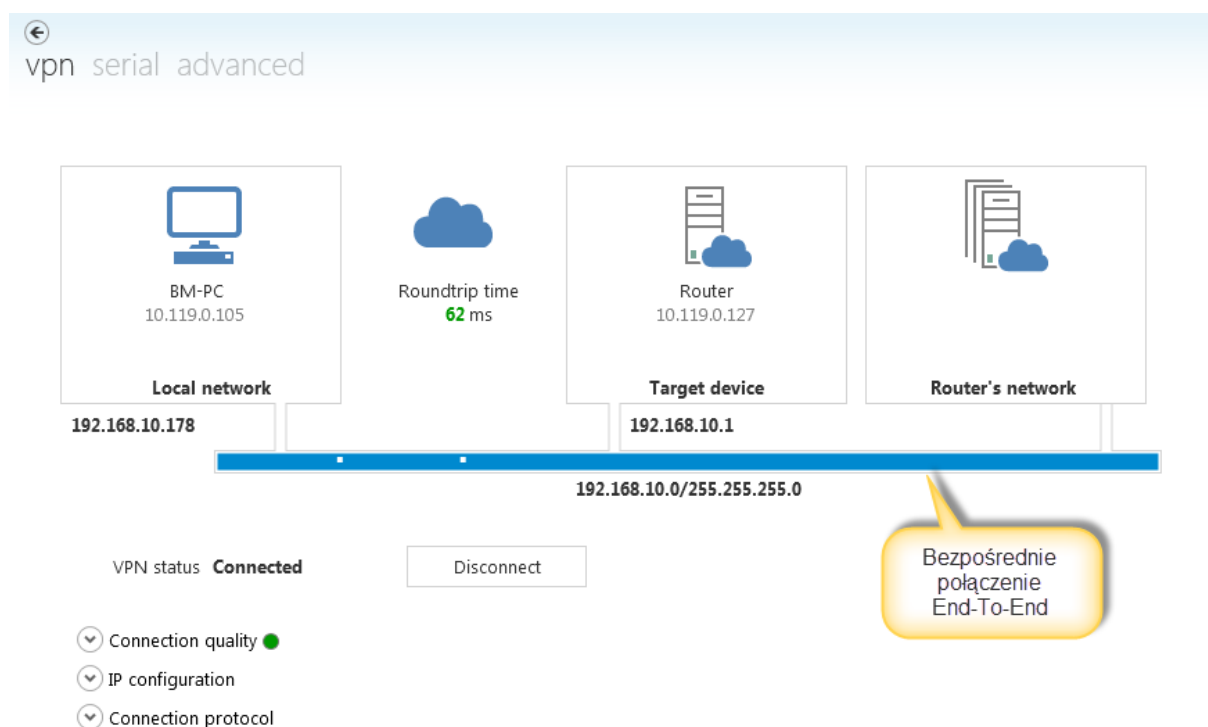 vpn serial advanced
BM-PC
10.119.0.105
Local network
Roundtrip time
62 ms
Router
10.119.0.127
Target device
Router's network
192.168.10.178
192.168.10.1
192.168.10.0/255.255.255.0
Bezpośrednie
połączenie
End-To-End
VPN status Connected
Disconnect
Connection quality
IP configuration
Connection protocol